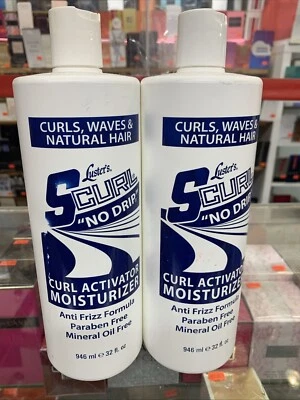 CURLS, WAVES &
NATURAL HAIR
Luster's
SCURL
"NO DRIP"
CURL ACTIVATOR
MOISTURIZER
Anti Frizz Formula
Paraben Free
Mineral Oil Free
946 ml e 32 fl. oz
CURLS, WAVES &
NATURAL HAIR
Luster's
SCURL
"NO DRIP"
CURL ACTIVATOR
MOISTURIZER
Anti Frizz Formula
Paraben Free
Mineral Oil Free
946 ml e 32 fl. oz